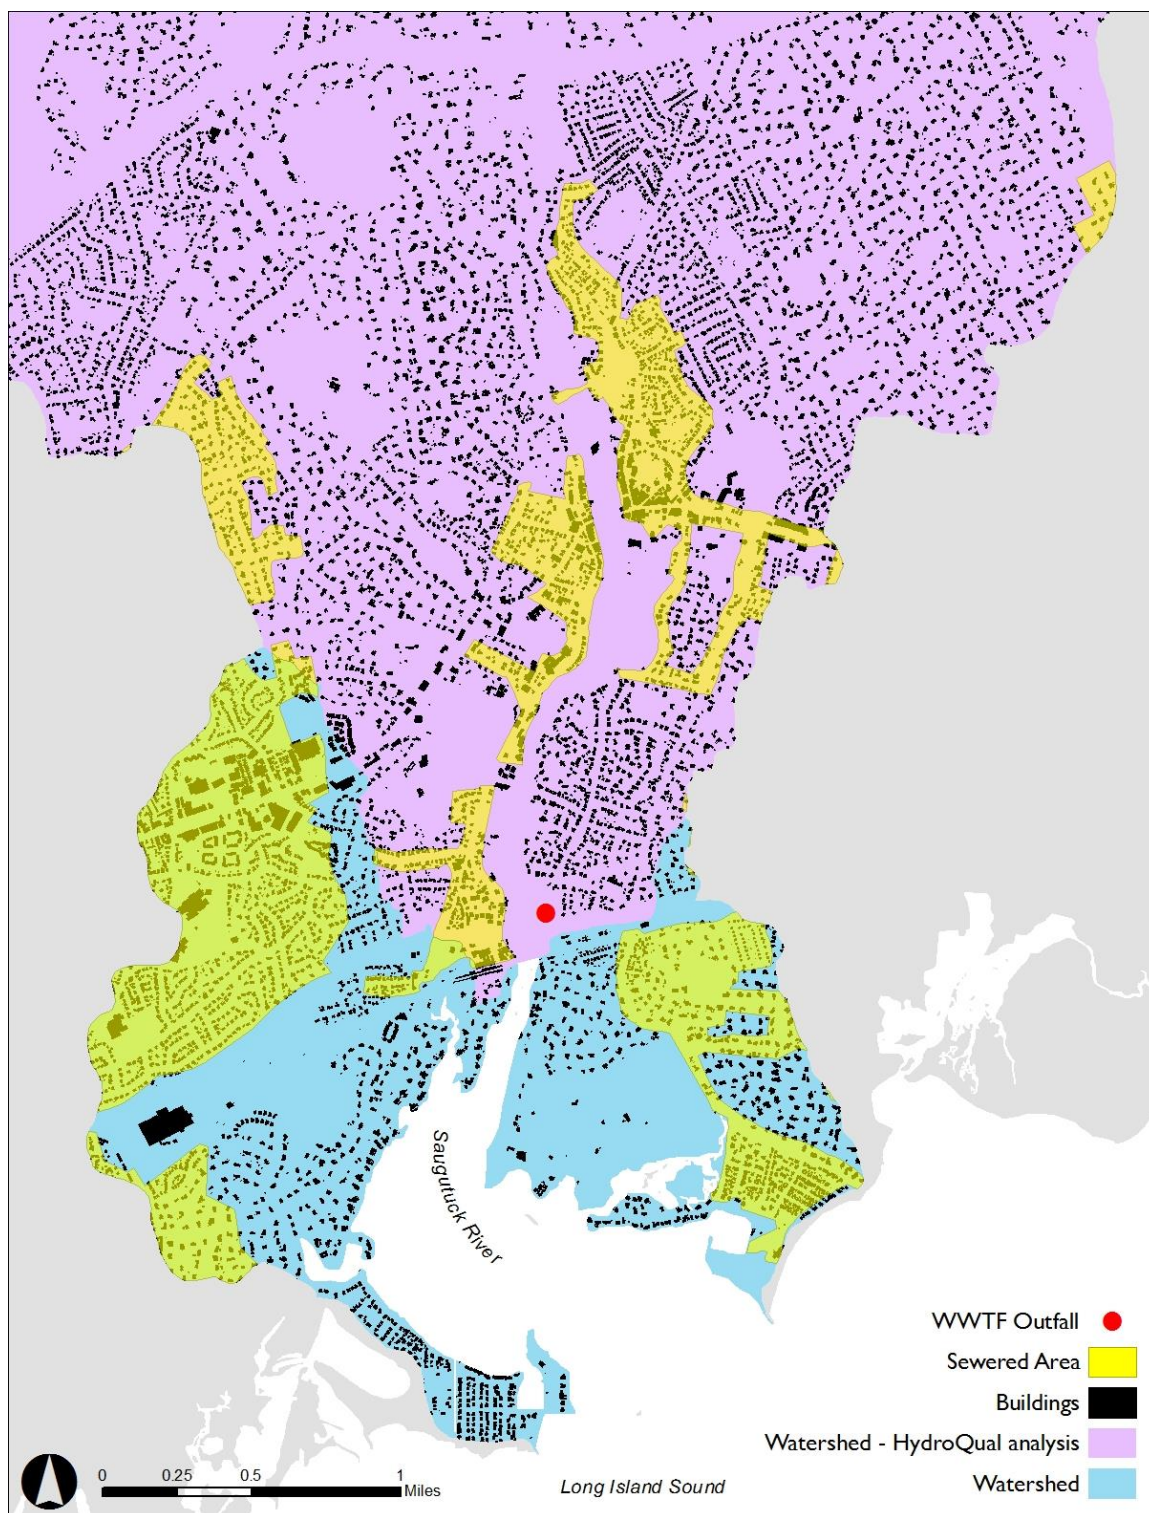 Saugutuck River
WWTF Outfall
Sewered Area
Buildings
Watershed - HydroQual analysis
Watershed
0 0.25 0.5 1
Miles
Long Island Sound